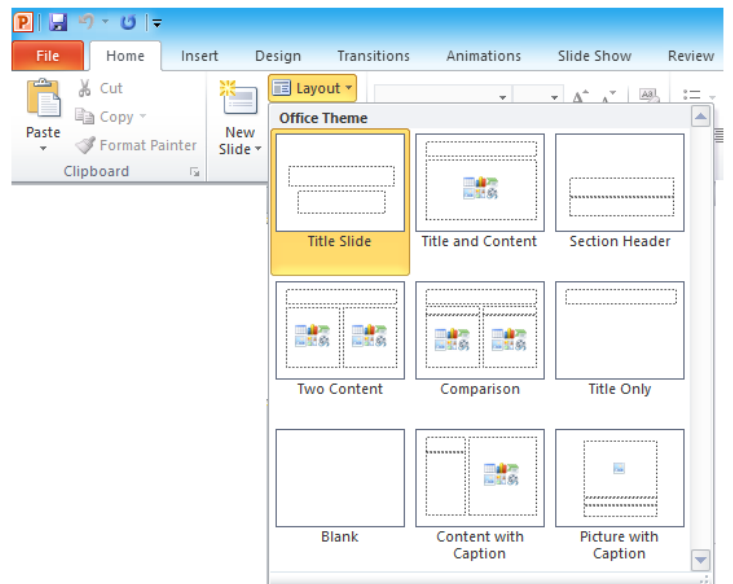 P
File Home Insert Design Transitions Animations Slide Show Review
Cut
Copy
Format Painter
Paste
Clipboard
New
Slide
Layout
A A
Office Theme
Title Slide Title and Content Section Header
Two Content Comparison Title Only
Blank Content with Caption Picture with Caption